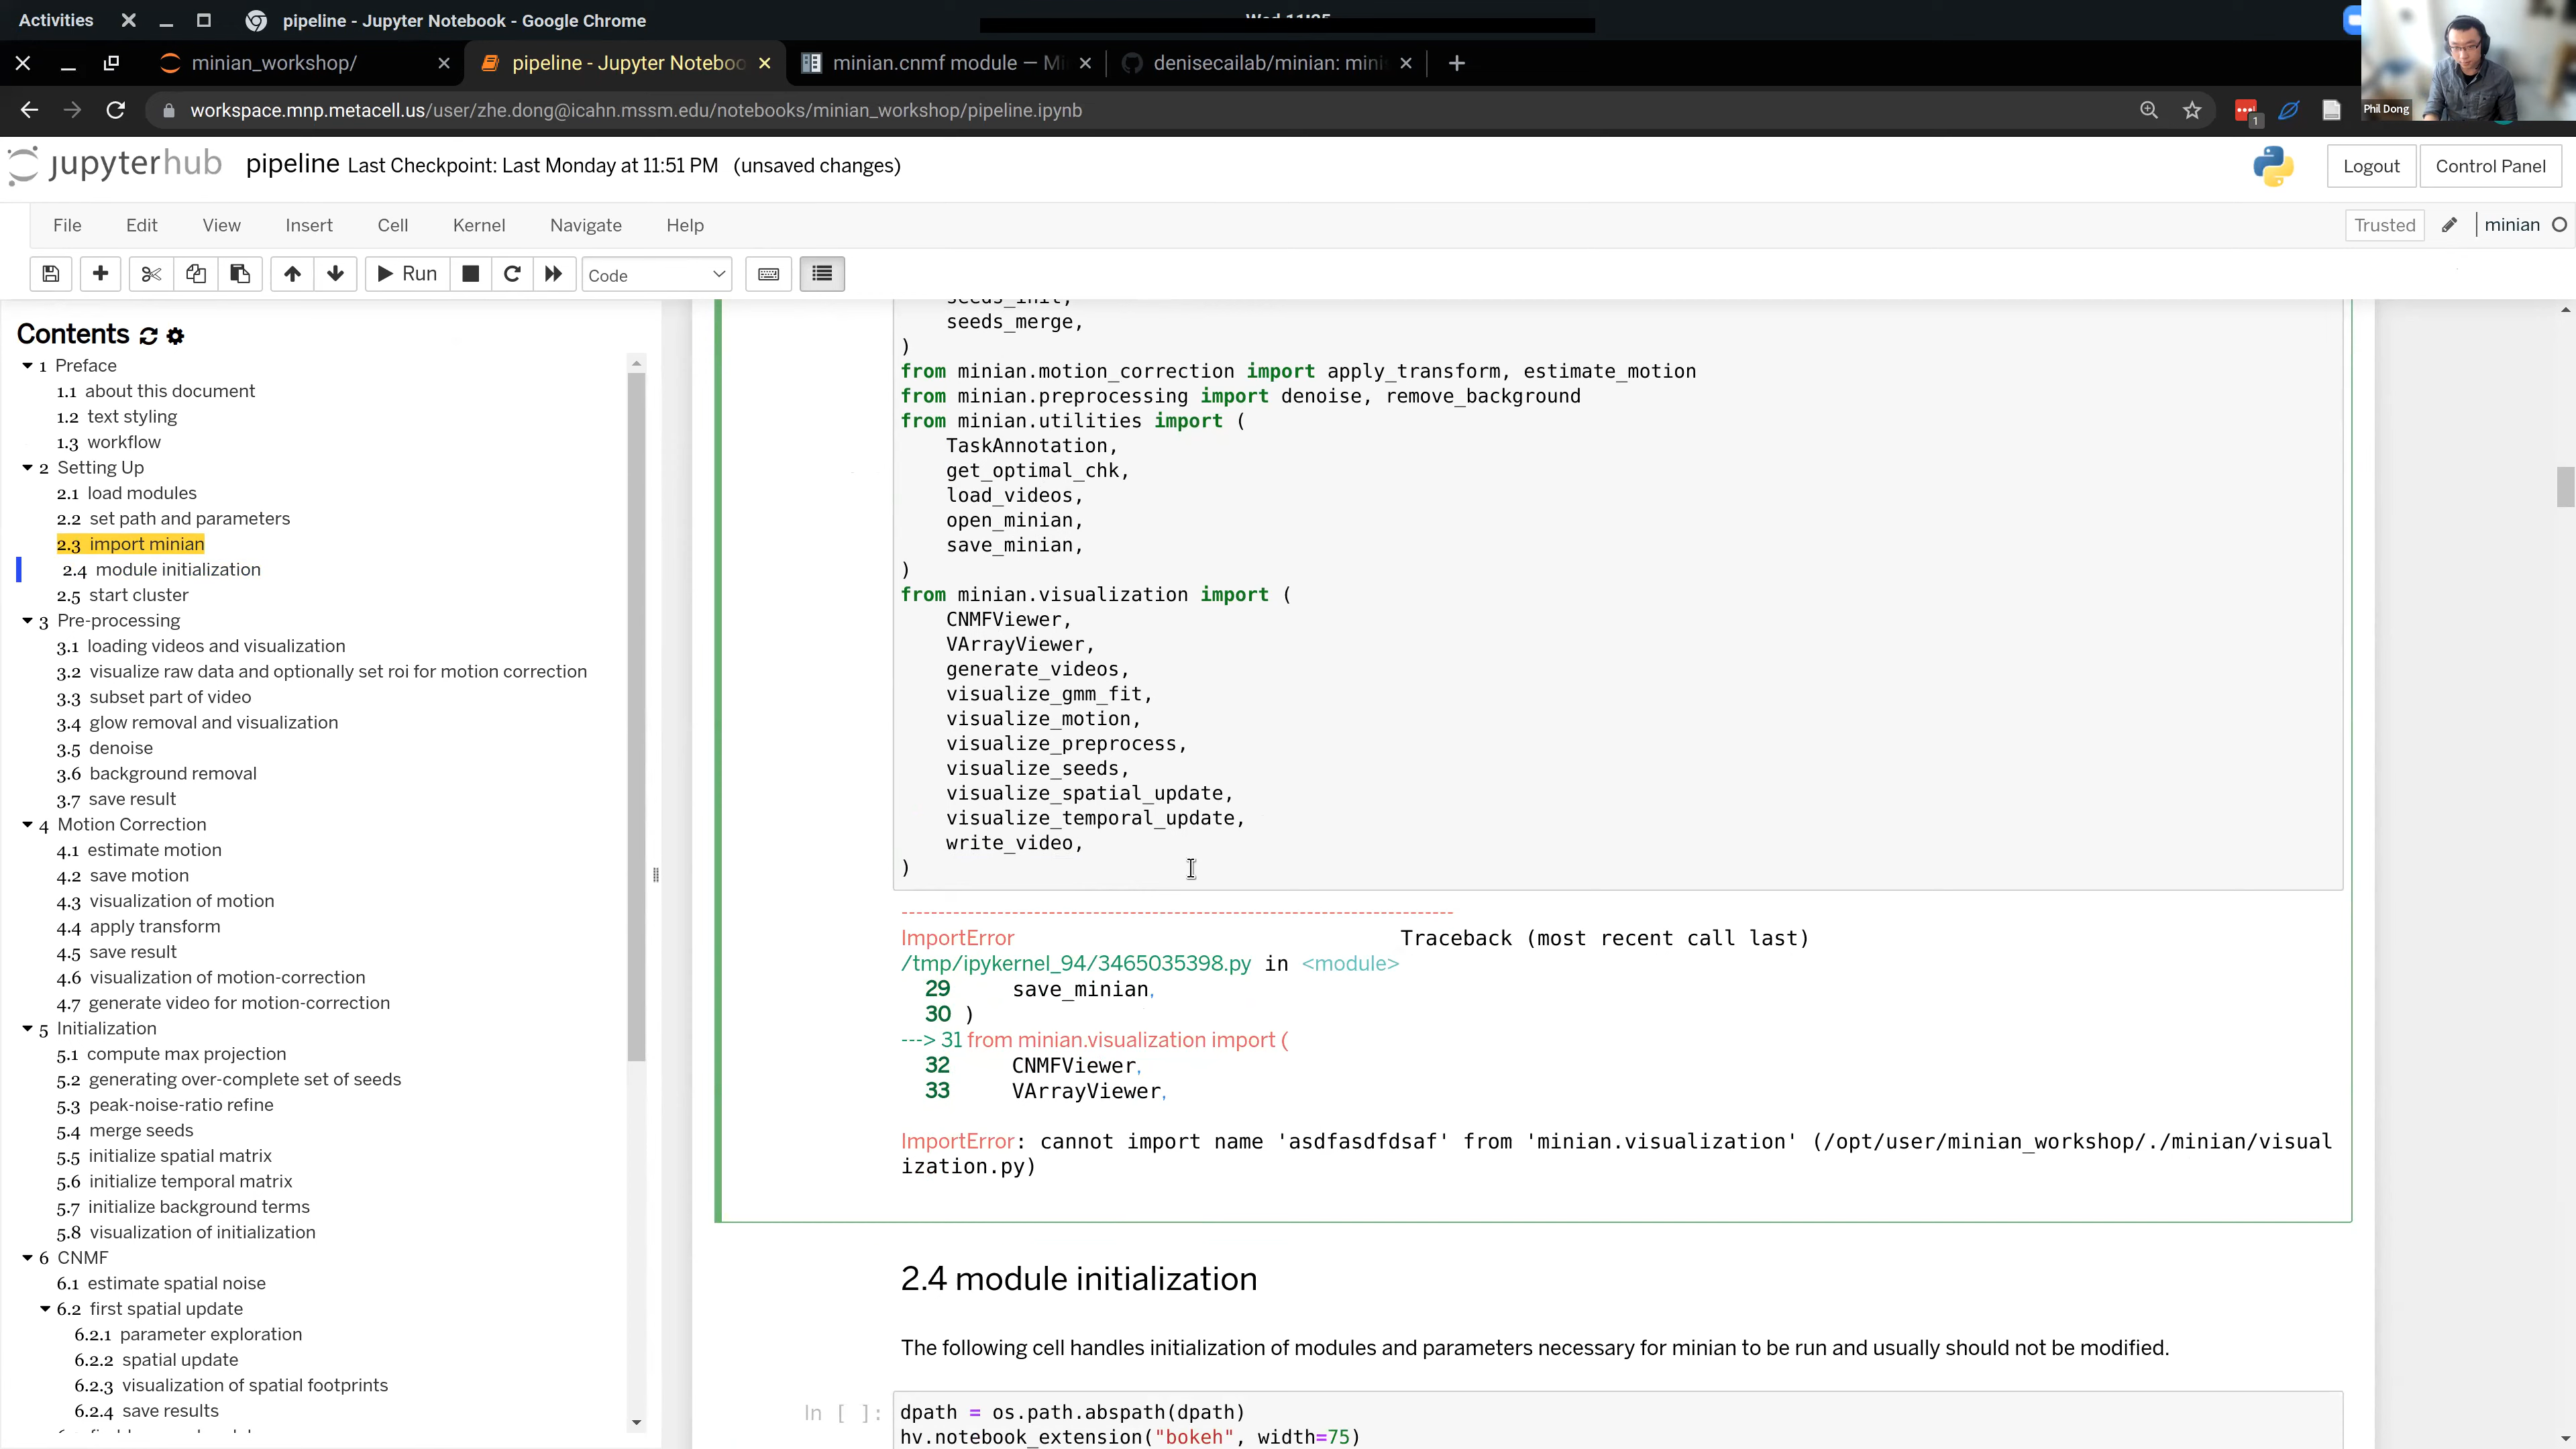 Activities
pipeline - Jupyter Notebook - Google Chrome
minian_workshop/
pipeline - Jupyter Noteboo
minian.cnmf module — Mi
denisecailab/minian: mini
workspace.mnp.metacell.us/user/zhe.dong@icahn.mssm.edu/notebooks/minian_workshop/pipeline.ipynb
1
Phil Dong
jupyterhub
pipeline Last Checkpoint: Last Monday at 11:51 PM (unsaved changes)
Logout
Control Panel
File Edit View Insert Cell Kernel Navigate Help
Trusted
minian
Run
Code
Contents
1 Preface
1.1 about this document
1.2 text styling
1.3 workflow
2 Setting Up
2.1 load modules
2.2 set path and parameters
2.3 import minian
2.4 module initialization
2.5 start cluster
3 Pre-processing
3.1 loading videos and visualization
3.2 visualize raw data and optionally set roi for motion correction
3.3 subset part of video
3.4 glow removal and visualization
3.5 denoise
3.6 background removal
3.7 save result
4 Motion Correction
4.1 estimate motion
4.2 save motion
4.3 visualization of motion
4.4 apply transform
4.5 save result
4.6 visualization of motion-correction
4.7 generate video for motion-correction
5 Initialization
5.1 compute max projection
5.2 generating over-complete set of seeds
5.3 peak-noise-ratio refine
5.4 merge seeds
5.5 initialize spatial matrix
5.6 initialize temporal matrix
5.7 initialize background terms
5.8 visualization of initialization
6 CNMF
6.1 estimate spatial noise
6.2 first spatial update
6.2.1 parameter exploration
6.2.2 spatial update
6.2.3 visualization of spatial footprints
6.2.4 save results
seeds_init,
seeds_merge,
)
from minian.motion_correction import apply_transform, estimate_motion
from minian.preprocessing import denoise, remove_background
from minian.utilities import (
TaskAnnotation,
get_optimal_chk,
load_videos,
open_minian,
save_minian,
)
from minian.visualization import (
CNMFViewer,
VArrayViewer,
generate_videos,
visualize_gmm_fit,
visualize_motion,
visualize_preprocess,
visualize_seeds,
visualize_spatial_update,
visualize_temporal_update,
write_video,
)
---------------------------------------------------------------------------
ImportError Traceback (most recent call last)
/tmp/ipykernel_94/3465035398.py in <module>
29 save_minian,
30 )
---> 31 from minian.visualization import (
32 CNMFViewer,
33 VArrayViewer,
ImportError: cannot import name 'asdfasdfdsaf' from 'minian.visualization' (/opt/user/minian_workshop/./minian/visual
ization.py)
2.4 module initialization
The following cell handles initialization of modules and parameters necessary for minian to be run and usually should not be modified.
In [ ]:
dpath = os.path.abspath(dpath)
hv.notebook_extension("bokeh", width=75)